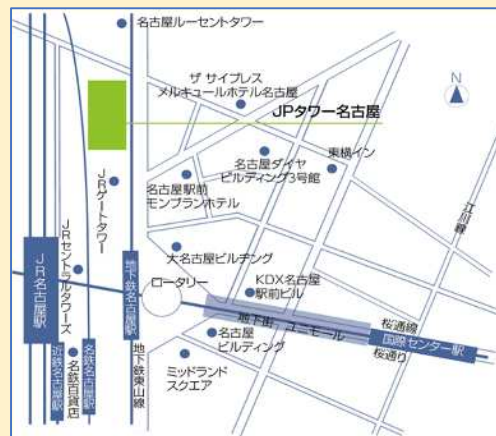 名古屋ルーセントタワー
ザ サイプレス
メルキュールホテル名古屋
N
JPタワー名古屋
名古屋ダイヤ
ビルディング3号館
東横イン
名古屋駅前
モンブランホテル
JRゲートタワー
江川線
JRセントラルタワーズ
大名古屋ビルヂング
JR名古屋駅
地下鉄名古屋駅
ロータリー
KDX名古屋
駅前ビル
地下街 ユニモール
桜通線
国際センター駅
桜通り
名古屋
ビルディング
ミッドランド
スクエア
近鉄名古屋駅
名鉄百貨店
名鉄名古屋駅
地下鉄東山線